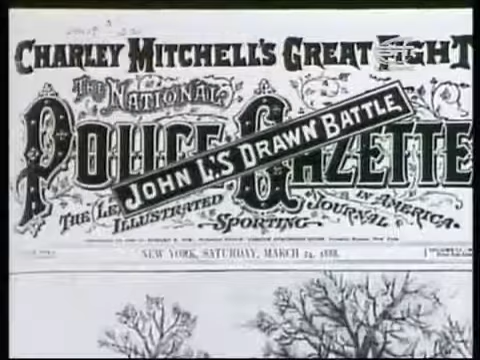 CHARLEY MITCHELL'S GREAT FIGHT
THE NATIONAL
POLICE GAZETTE
JOHN L.'S DRAWN BATTLE
THE LE
ILLUSTRATED SPORTING JOURNAL IN AMERICA.
NEW YORK, SATURDAY, MARCH 24, 1888.